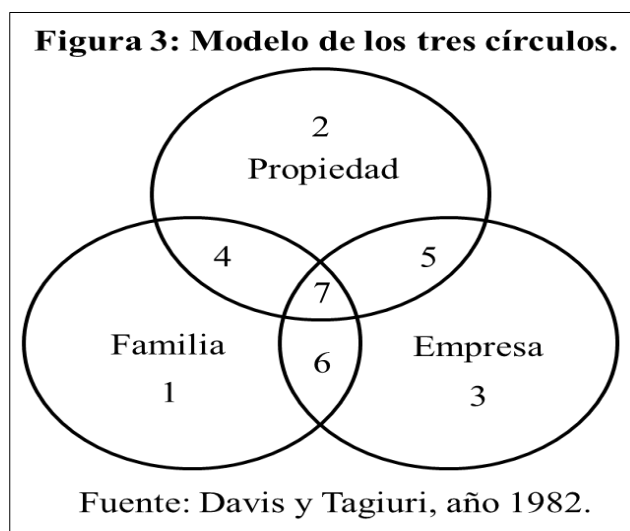 Figura 3: Modelo de los tres círculos.
2
Propiedad
4
5
7
Familia
Empresa
6
1
3
Fuente: Davis y Tagiuri, año 1982.